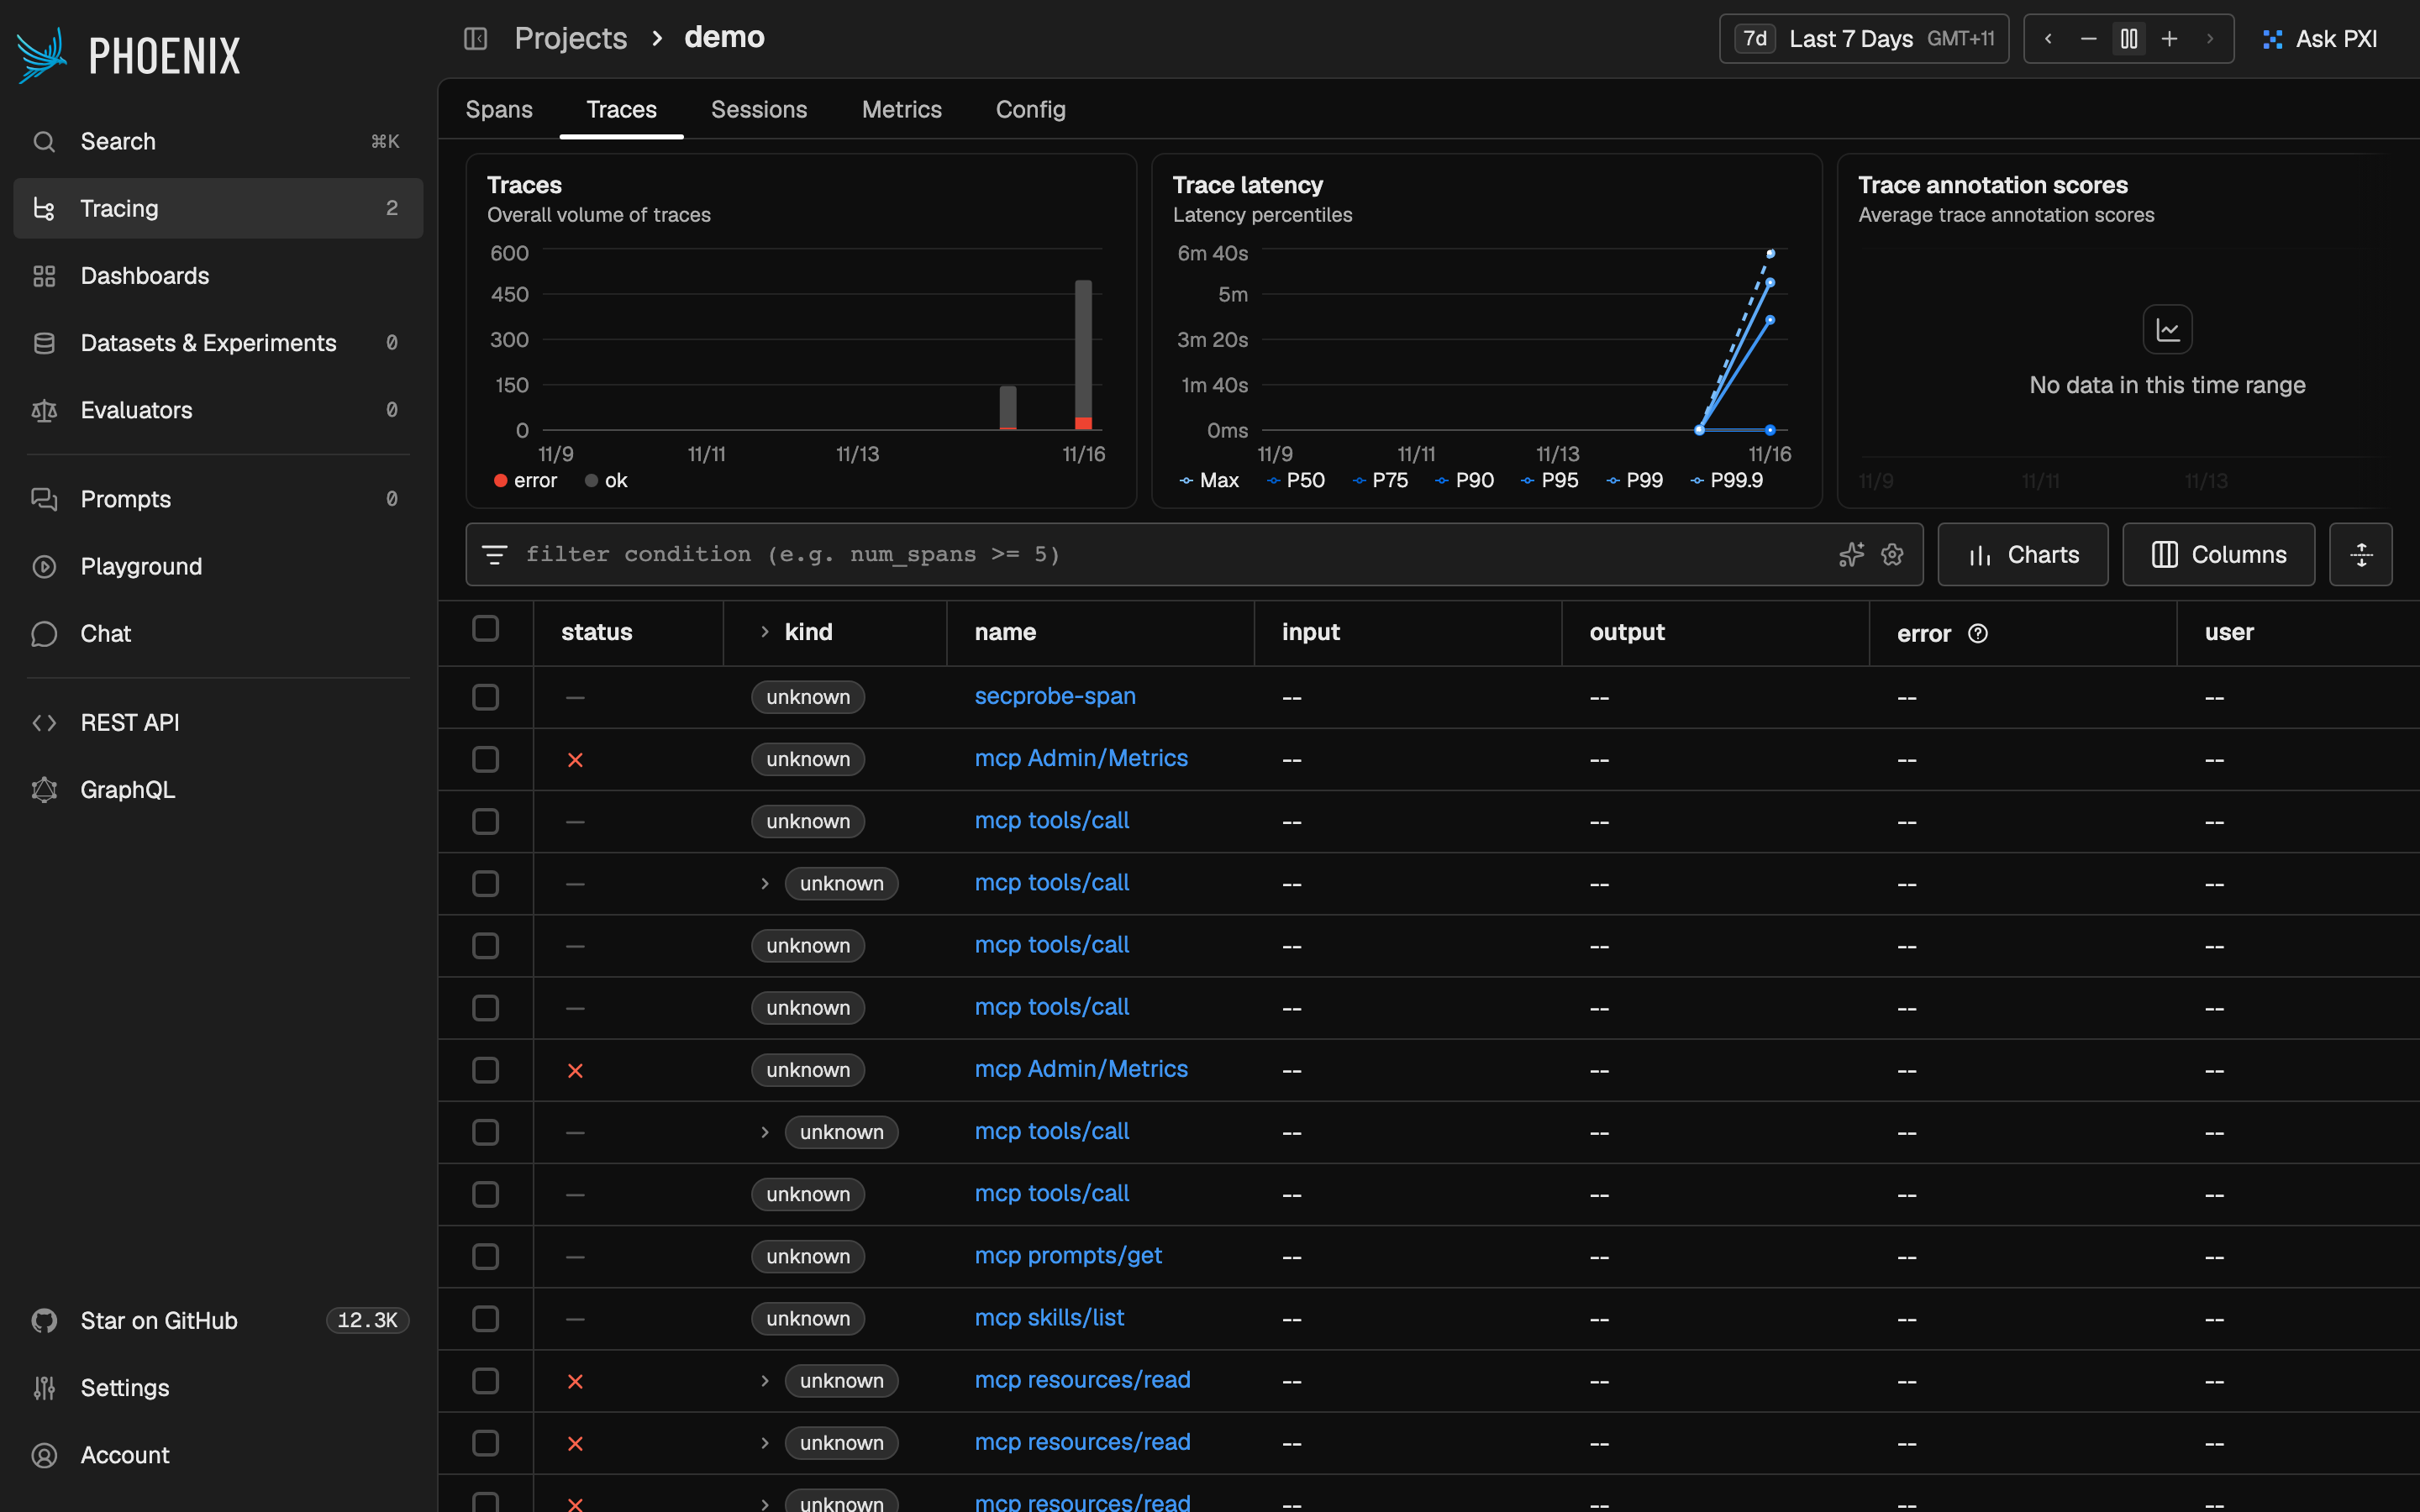 PHOENIX
Search ⌘K
Tracing 2
Dashboards
Datasets & Experiments 0
Evaluators 0
Prompts 0
Playground
Chat
REST API
GraphQL
Star on GitHub 12.3K
Settings
Account
Projects > demo
7d Last 7 Days GMT+11
Ask PXI
Spans Traces Sessions Metrics Config
Traces
Overall volume of traces
600
450
300
150
0
11/9 11/11 11/13 11/16
error ok
Trace latency
Latency percentiles
6m 40s
5m
3m 20s
1m 40s
0ms
11/9 11/11 11/13 11/16
Max P50 P75 P90 P95 P99 P99.9
Trace annotation scores
Average trace annotation scores
No data in this time range
11/9 11/11 11/13
filter condition (e.g. num_spans >= 5)
Charts
Columns
status kind name input output error user
— unknown secprobe-span -- -- -- --
unknown mcp Admin/Metrics -- -- -- --
— unknown mcp tools/call -- -- -- --
— unknown mcp tools/call -- -- -- --
— unknown mcp tools/call -- -- -- --
— unknown mcp tools/call -- -- -- --
unknown mcp Admin/Metrics -- -- -- --
— unknown mcp tools/call -- -- -- --
— unknown mcp tools/call -- -- -- --
— unknown mcp prompts/get -- -- -- --
— unknown mcp skills/list -- -- -- --
unknown mcp resources/read -- -- -- --
unknown mcp resources/read -- -- -- --
unknown mcp resources/read -- -- -- --